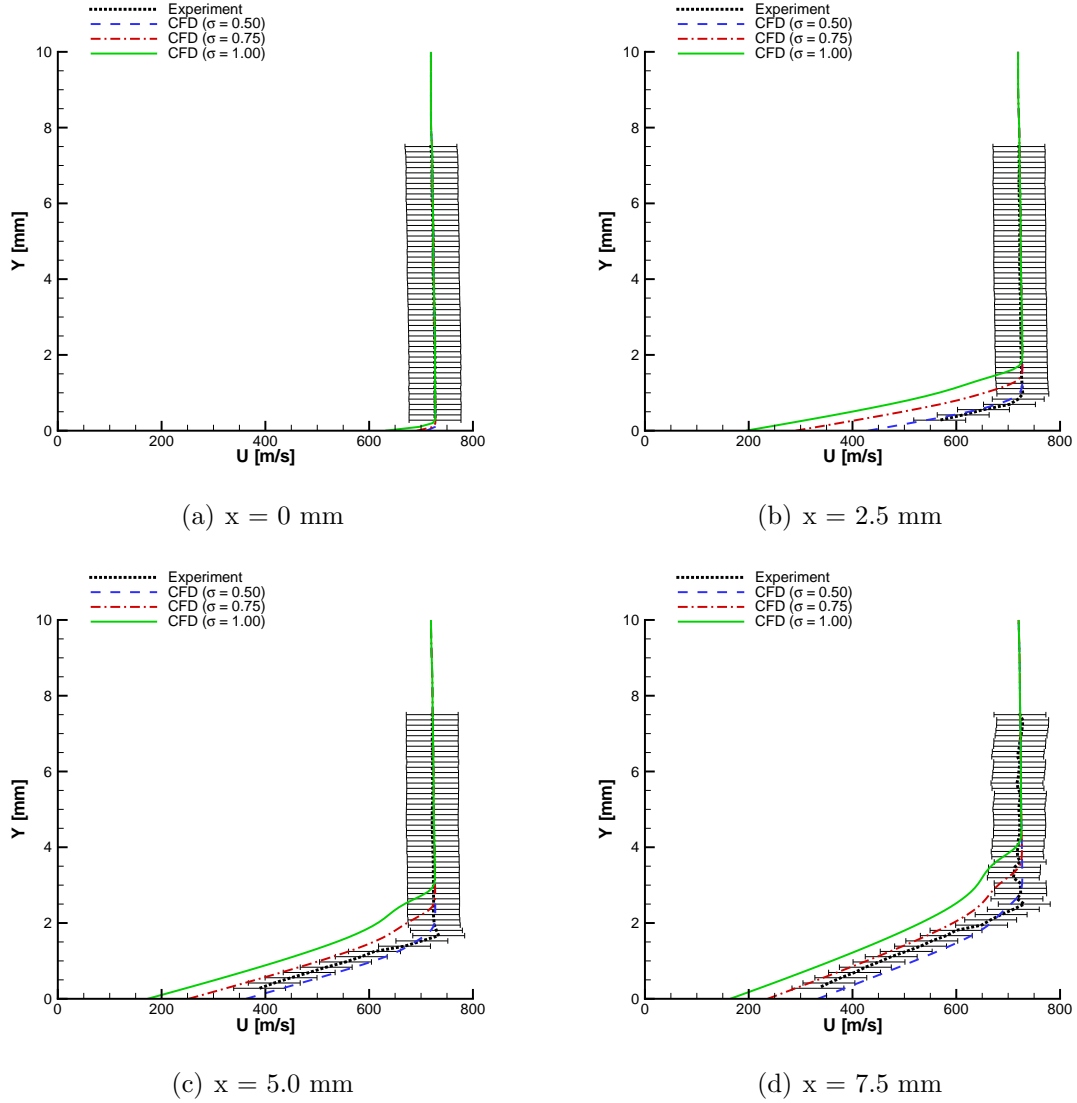 Experiment
CFD (σ = 0.50)
CFD (σ = 0.75)
CFD (σ = 1.00)
10
8
6
4
2
0
Y [mm]
0 200 400 600 800
U [m/s]
(a) x = 0 mm
Experiment
CFD (σ = 0.50)
CFD (σ = 0.75)
CFD (σ = 1.00)
10
8
6
4
2
0
Y [mm]
0 200 400 600 800
U [m/s]
(b) x = 2.5 mm
Experiment
CFD (σ = 0.50)
CFD (σ = 0.75)
CFD (σ = 1.00)
10
8
6
4
2
0
Y [mm]
0 200 400 600 800
U [m/s]
(c) x = 5.0 mm
Experiment
CFD (σ = 0.50)
CFD (σ = 0.75)
CFD (σ = 1.00)
10
8
6
4
2
0
Y [mm]
0 200 400 600 800
U [m/s]
(d) x = 7.5 mm